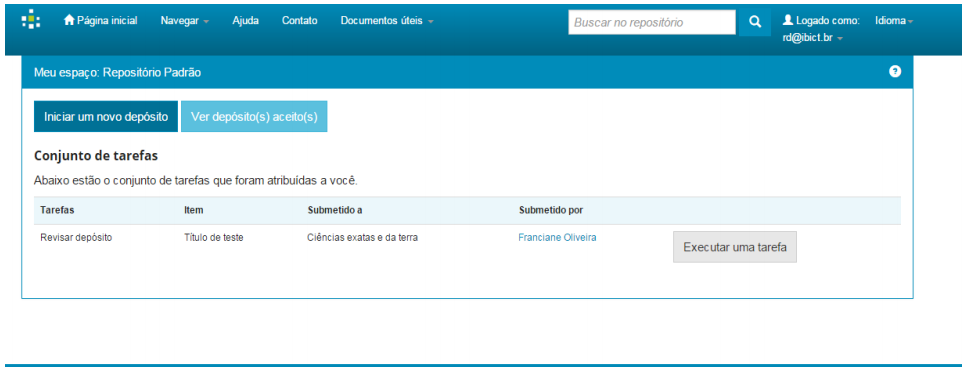 Página inicial Navegar Ajuda Contato Documentos úteis Buscar no repositório Logado como: Idioma
rd@ibict.br
Meu espaço: Repositório Padrão ?
Iniciar um novo depósito Ver depósito(s) aceito(s)
Conjunto de tarefas
Abaixo estão o conjunto de tarefas que foram atribuídas a você.
Tarefas Item Submetido a Submetido por
Revisar depósito Título de teste Ciências exatas e da terra Franciane Oliveira Executar uma tarefa